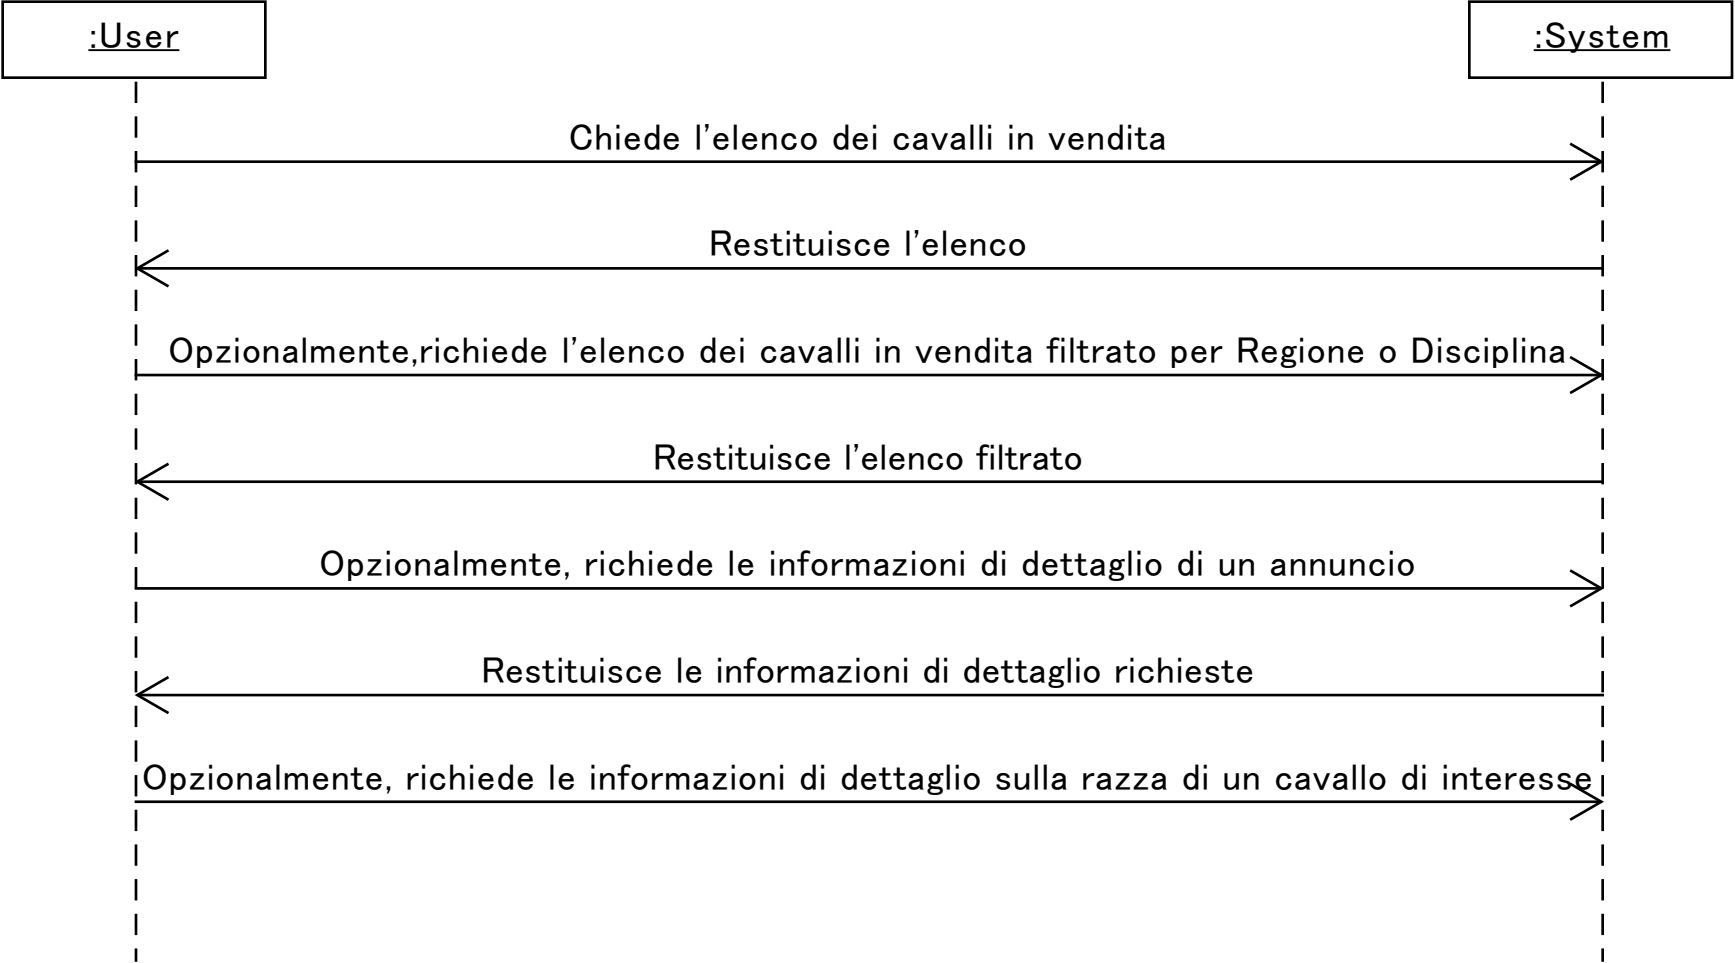 :User
:System
Chiede l'elenco dei cavalli in vendita
Restituisce l'elenco
Opzionalmente,richiede l'elenco dei cavalli in vendita filtrato per Regione o Disciplina
Restituisce l'elenco filtrato
Opzionalmente, richiede le informazioni di dettaglio di un annuncio
Restituisce le informazioni di dettaglio richieste
Opzionalmente, richiede le informazioni di dettaglio sulla razza di un cavallo di interesse